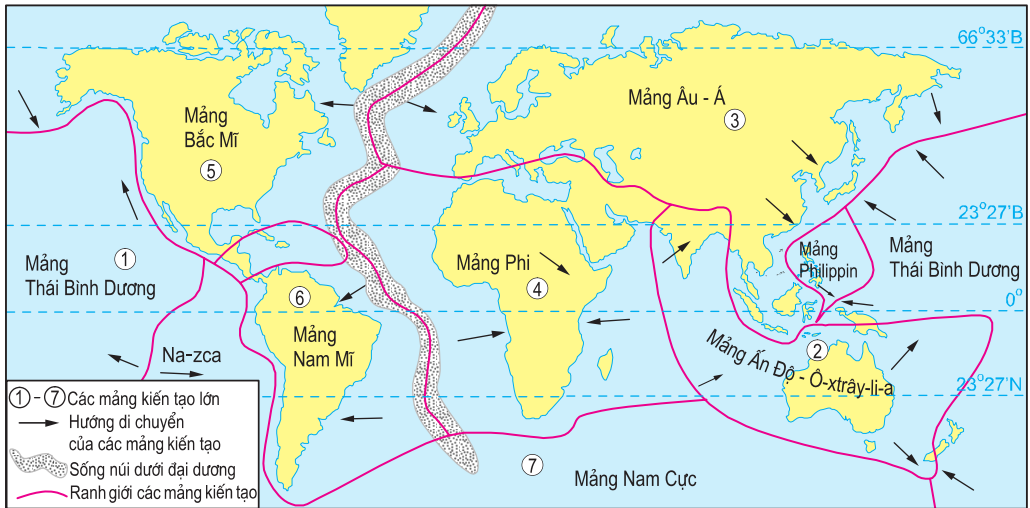 66°33'B
Mảng Âu - Á
③
Mảng
Bắc Mĩ
⑤
23°27'B
①
Mảng
Thái Bình Dương
Mảng Phi
④
Mảng
Philippin
Mảng
Thái Bình Dương
⑥
0°
Mảng
Nam Mĩ
②
Mảng Ấn Độ - Ô-xtrây-li-a
Na-zca
23°27'N
⑦
Mảng Nam Cực
① - ⑦ Các mảng kiến tạo lớn
Hướng di chuyển
của các mảng kiến tạo
Sống núi dưới đại dương
Ranh giới các mảng kiến tạo